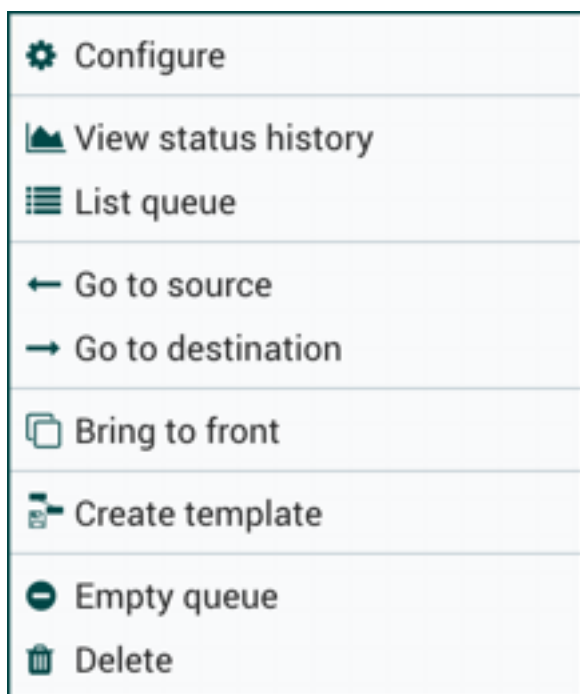 Configure
View status history
List queue
Go to source
Go to destination
Bring to front
Create template
Empty queue
Delete